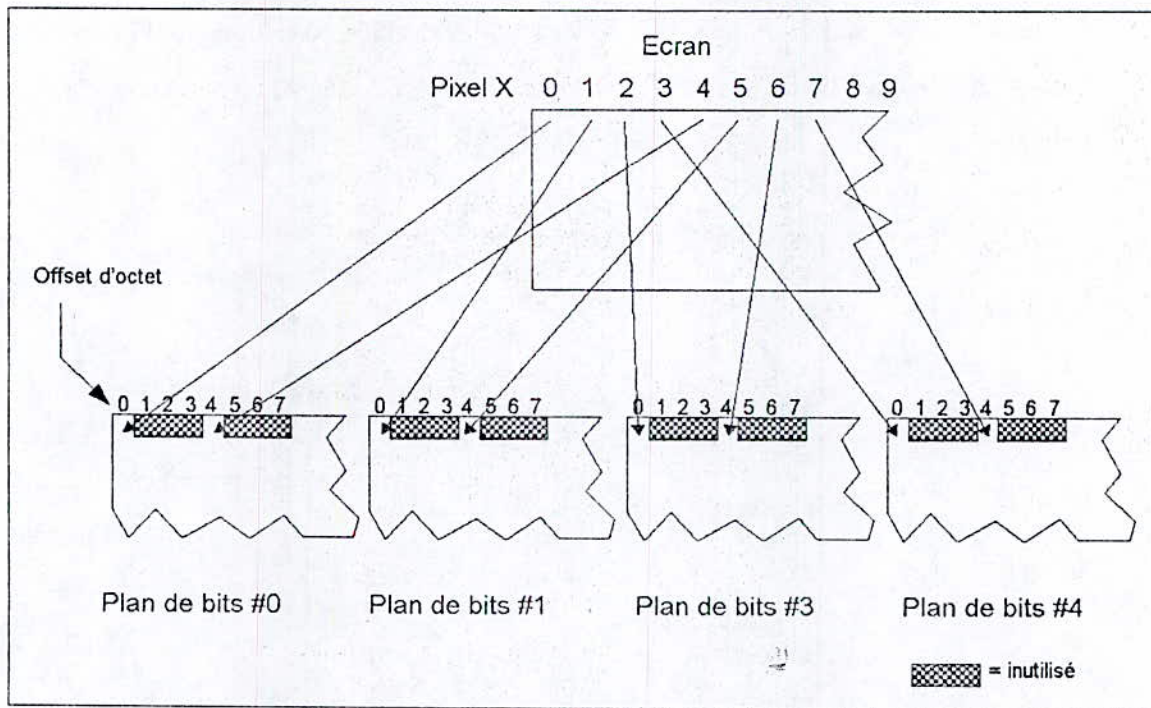 Ecran
Pixel X 0 1 2 3 4 5 6 7 8 9
Offset d'octet
0 1 2 3 4 5 6 7
0 1 2 3 4 5 6 7
0 1 2 3 4 5 6 7
0 1 2 3 4 5 6 7
Plan de bits #0
Plan de bits #1
Plan de bits #3
Plan de bits #4
= inutilisé